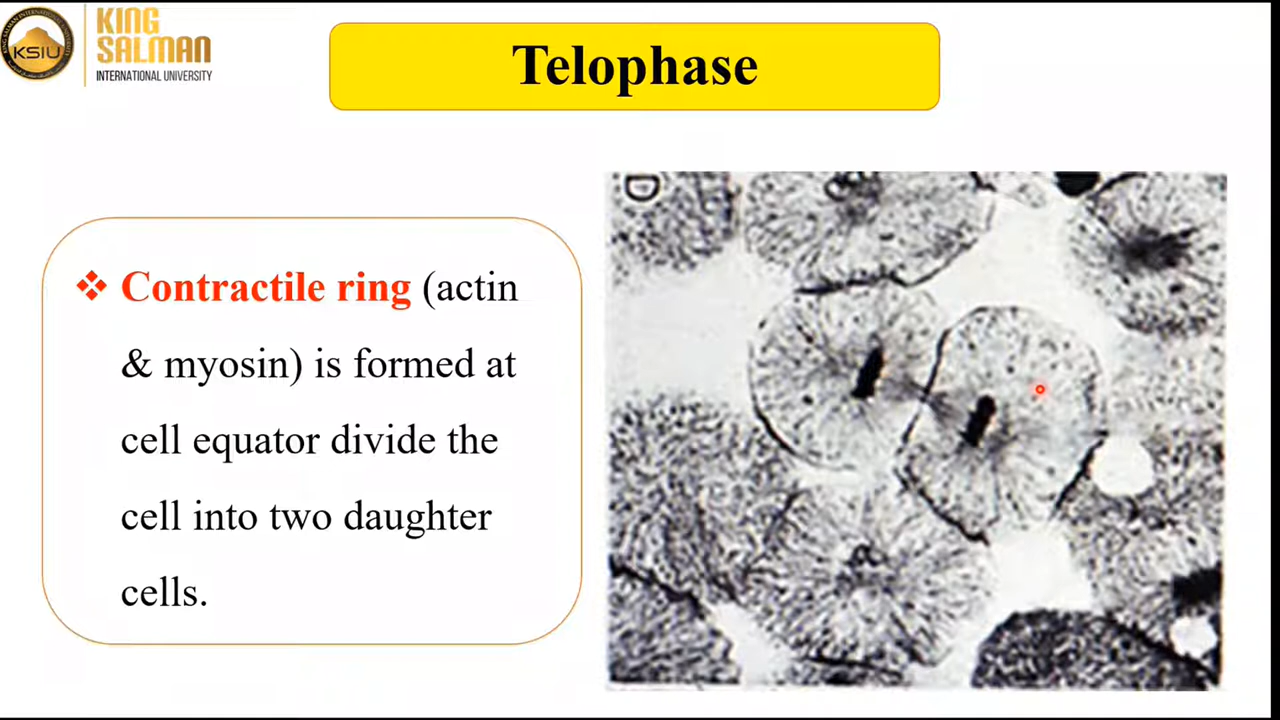 KSIU
KING
SALMAN
INTERNATIONAL UNIVERSITY
Telophase
D
❖ Contractile ring (actin
& myosin) is formed at
cell equator divide the
cell into two daughter
cells.